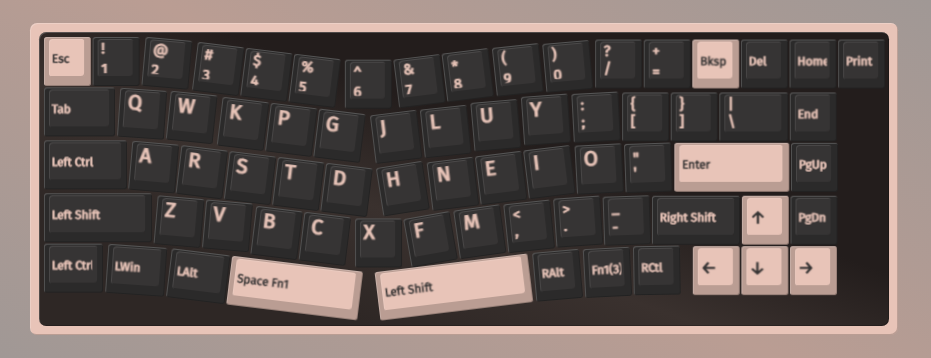 Esc ! 1 @ 2 # 3 $ 4 % 5 ^ 6 & 7 * 8 ( 9 ) 0 ? / + = Bksp Del Home Print
Tab Q W K P G J L U Y : ; { [ } ] | \ End
Left Ctrl A R S T D H N E I O " ' Enter PgUp
Left Shift Z V B C X F M < , > . _ - Right Shift ↑ PgDn
Left Ctrl LWin LAlt Space Fn1 Left Shift RAlt Fn1(3) RCtl ← ↓ →